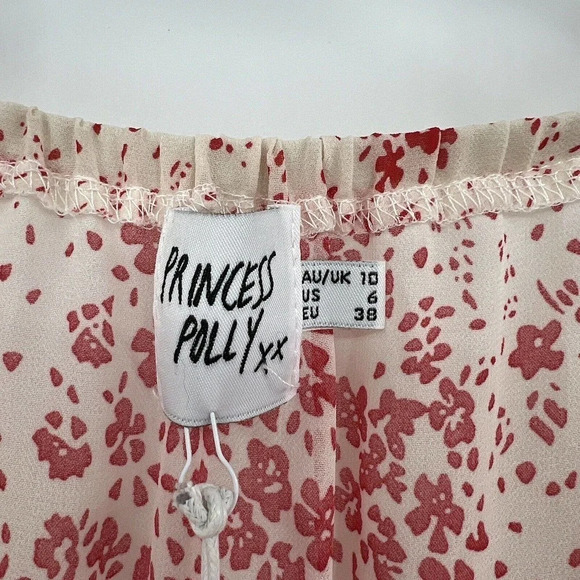 PRINCESS
POLLY xx
AU/UK 10
US 6
EU 38